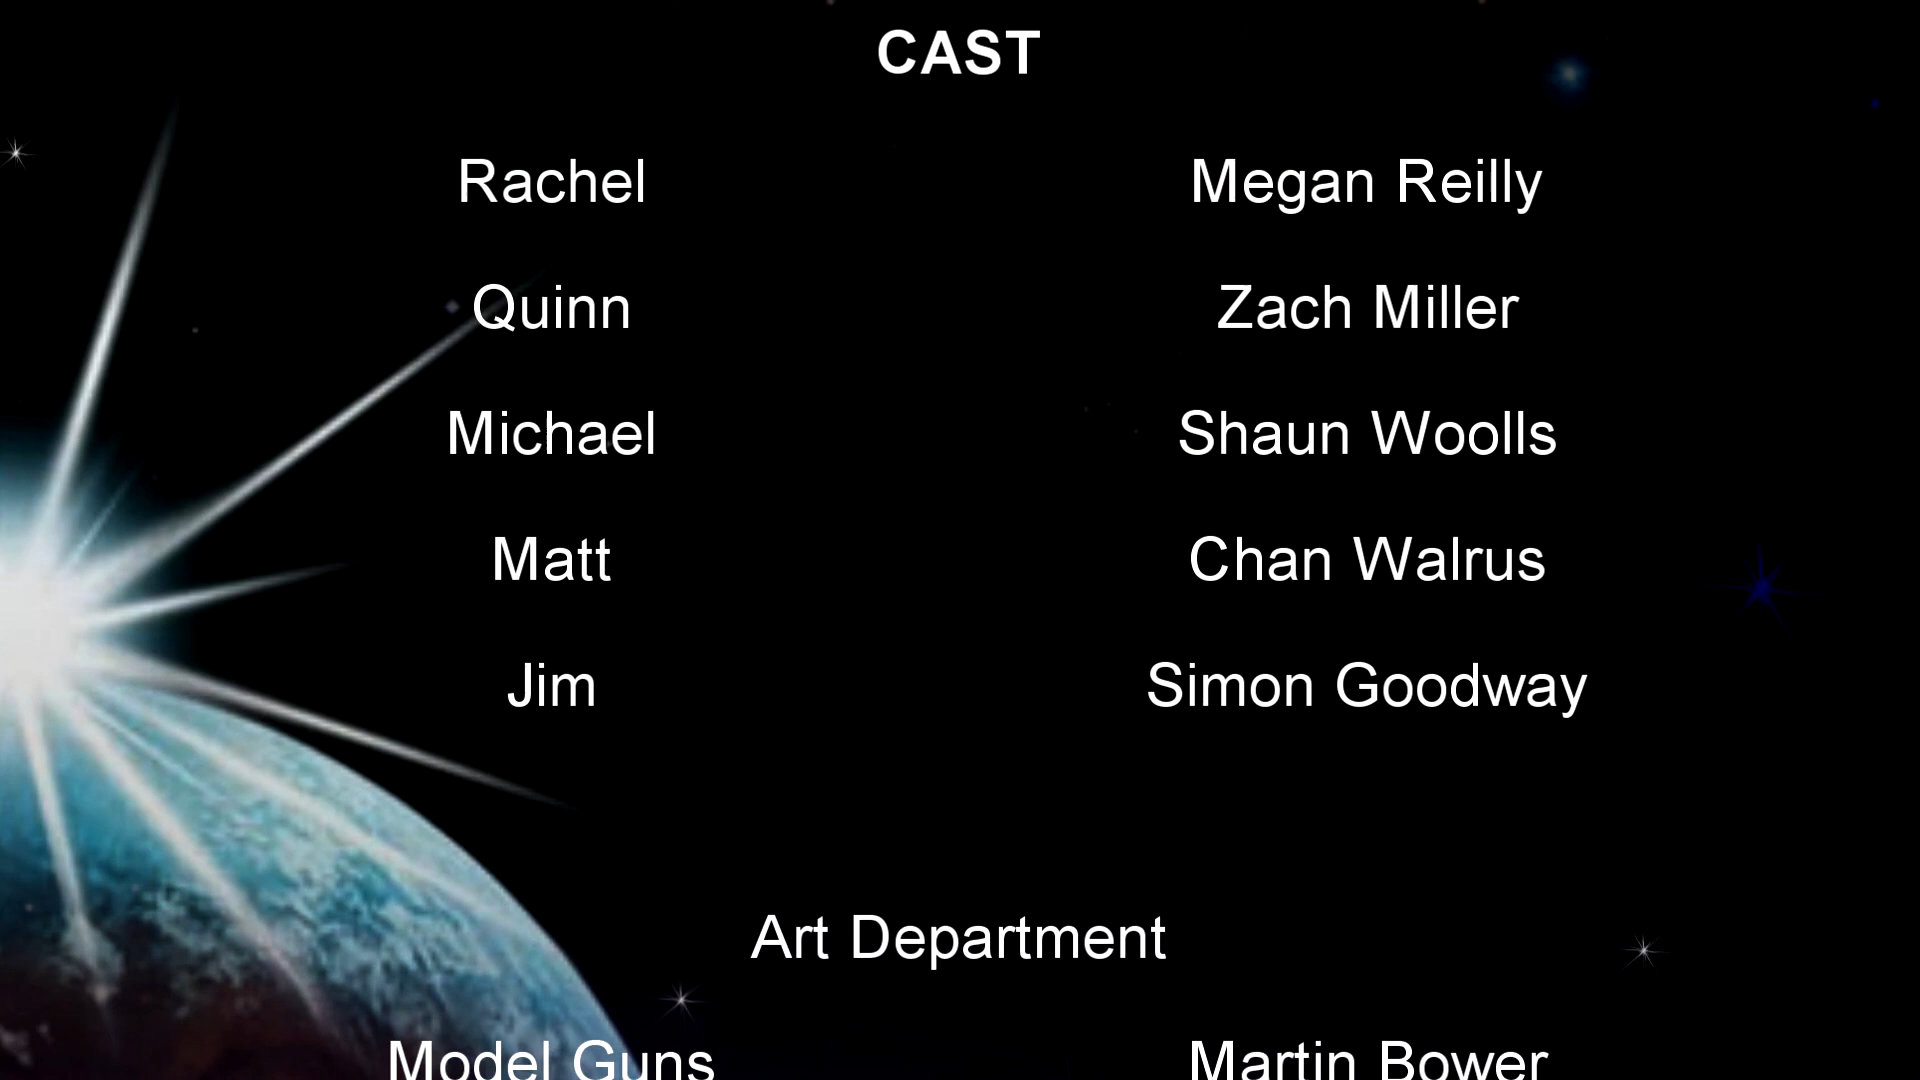 CAST
Rachel Megan Reilly
Quinn Zach Miller
Michael Shaun Woolls
Matt Chan Walrus
Jim Simon Goodway
Art Department
Model Guns Martin Bower